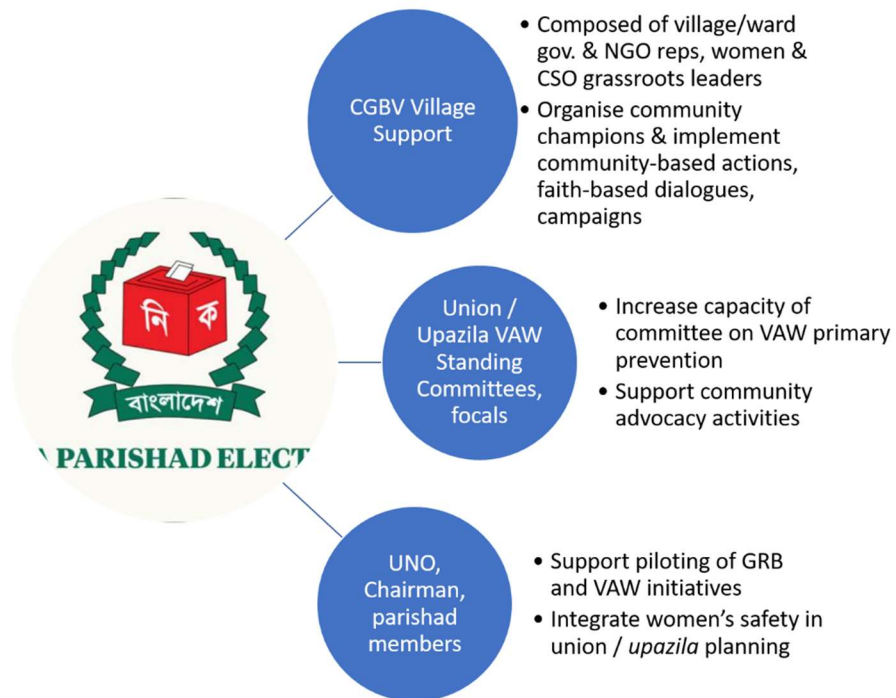 CGBV Village
Support
• Composed of village/ward
gov. & NGO reps, women &
CSO grassroots leaders
• Organise community
champions & implement
community-based actions,
faith-based dialogues,
campaigns
নি ক
বাংলাদেশ
A PARISHAD ELECT
Union /
Upazila VAW
Standing
Committees,
focals
• Increase capacity of
committee on VAW primary
prevention
• Support community
advocacy activities
UNO,
Chairman,
parishad
members
• Support piloting of GRB
and VAW initiatives
• Integrate women’s safety in
union / upazila planning